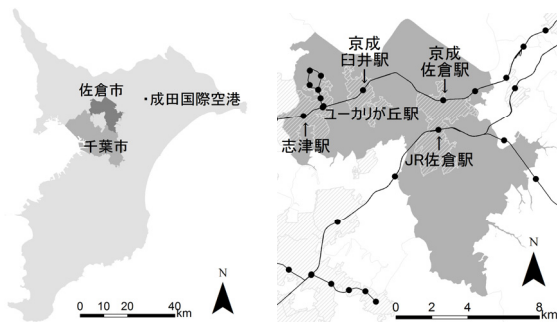 佐倉市
成田国際空港
千葉市
N
0 10 20 40
km
京成
臼井駅
京成
佐倉駅
ユーカリが丘駅
志津駅
JR佐倉駅
N
0 2 4 8
km